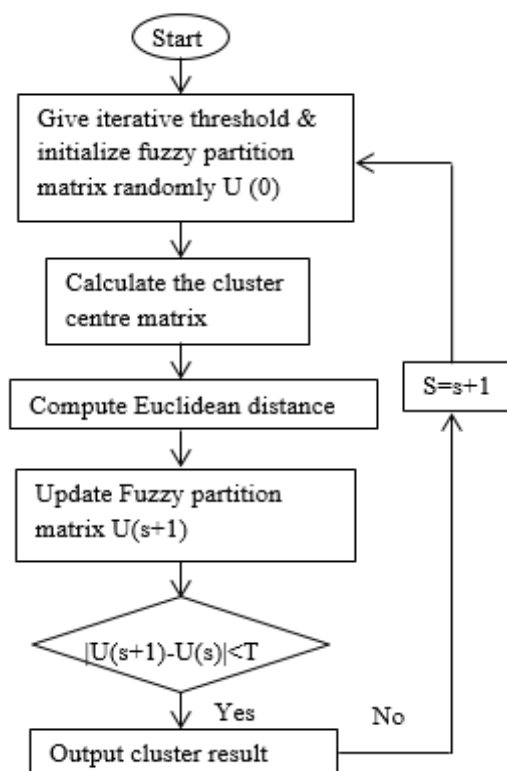 Start
Give iterative threshold &
initialize fuzzy partition
matrix randomly U (0)
Calculate the cluster
centre matrix
Compute Euclidean distance
S=s+1
Update Fuzzy partition
matrix U(s+1)
|U(s+1)-U(s)|<T
Yes
No
Output cluster result